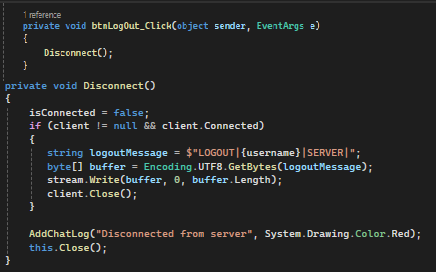 1 reference
private void btnLogOut_Click(object sender, EventArgs e)
{
Disconnect();
}
private void Disconnect()
{
isConnected = false;
if (client != null && client.Connected)
{
string logoutMessage = $"LOGOUT|{username}|SERVER|";
byte[] buffer = Encoding.UTF8.GetBytes(logoutMessage);
stream.Write(buffer, 0, buffer.Length);
client.Close();
}
AddChatLog("Disconnected from server", System.Drawing.Color.Red);
this.Close();
}